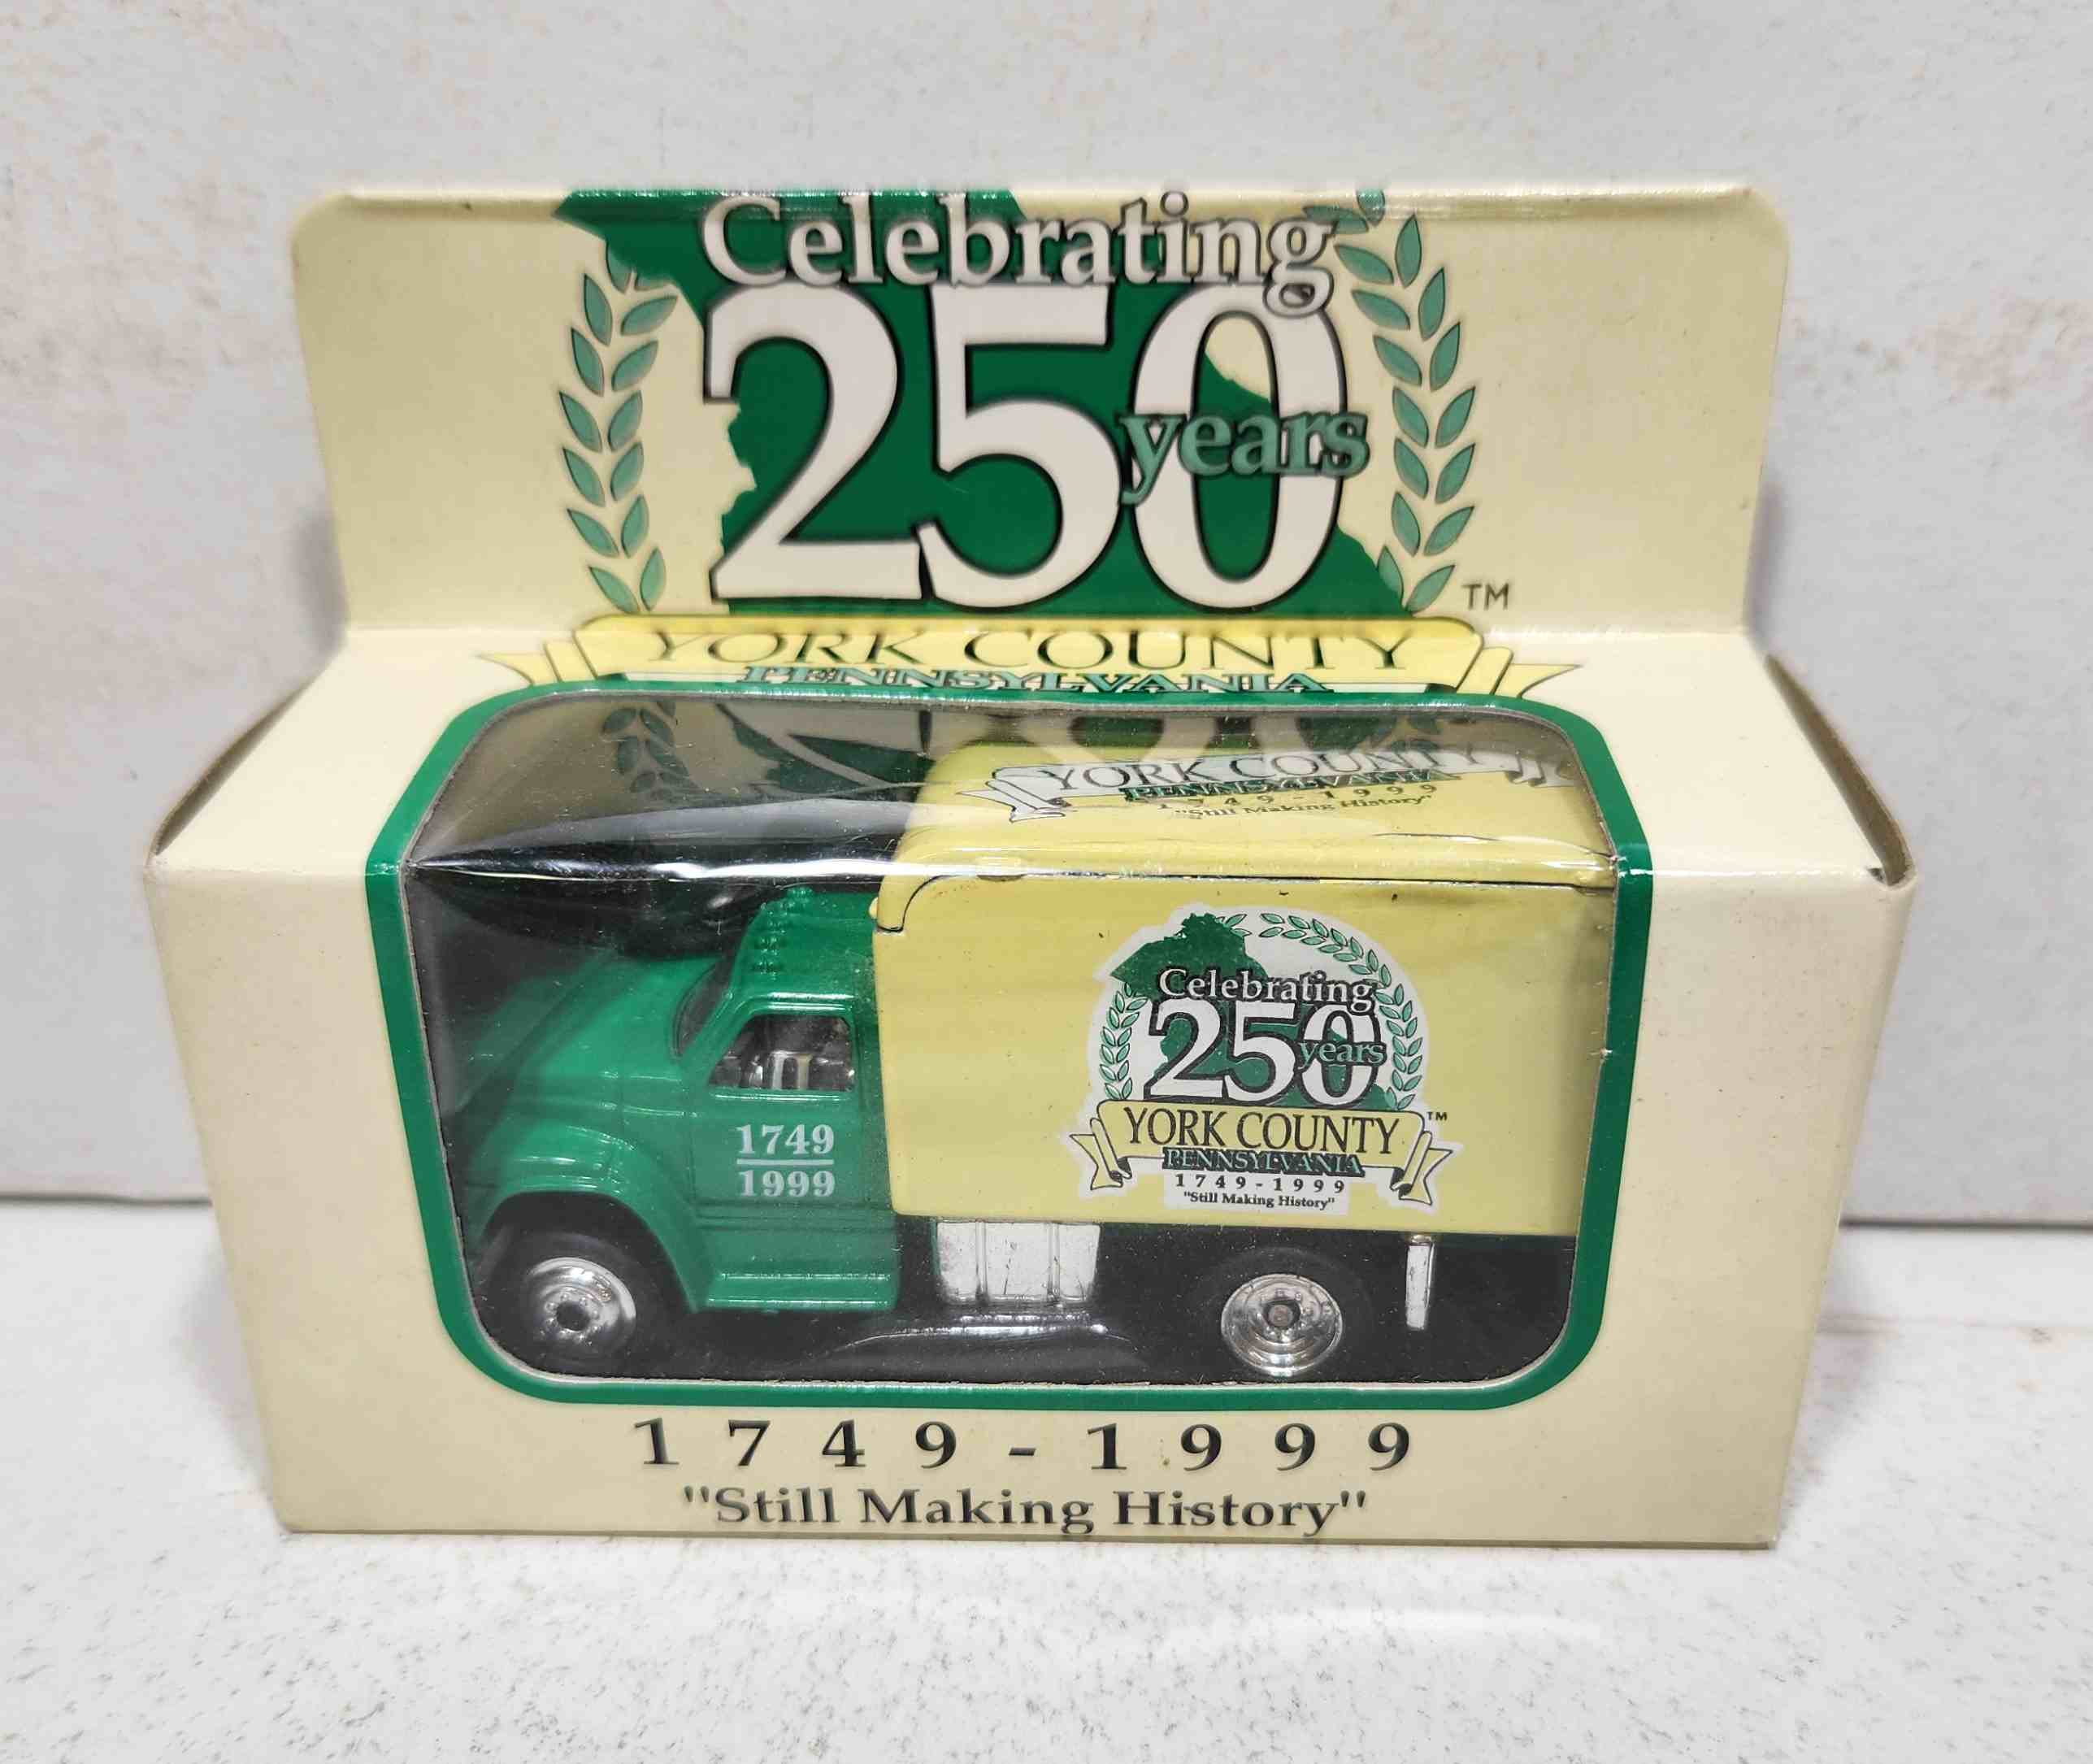 Celebrating
250
years
TM
YORK COUNTY
PENNSYLVANIA
YORK COUNTY
PENNSYLVANIA
1749-1999
"Still Making History"
Celebrating
250
years
YORK COUNTY
TM
PENNSYLVANIA
1749-1999
"Still Making History"
1749
1999
1749-1999
"Still Making History"